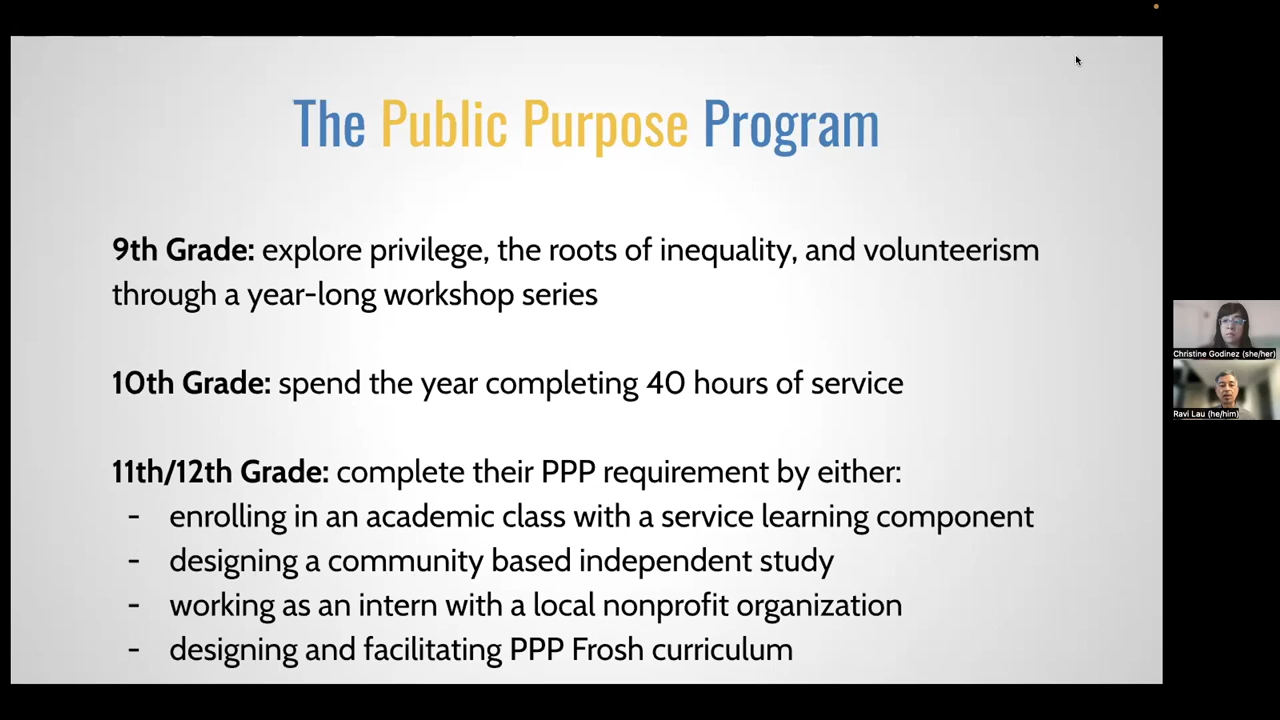 The Public Purpose Program
9th Grade: explore privilege, the roots of inequality, and volunteerism
through a year-long workshop series
10th Grade: spend the year completing 40 hours of service
11th/12th Grade: complete their PPP requirement by either:
- enrolling in an academic class with a service learning component
- designing a community based independent study
- working as an intern with a local nonprofit organization
- designing and facilitating PPP Frosh curriculum
Christine Godinez (she/her)
Ravi Lau (he/him)